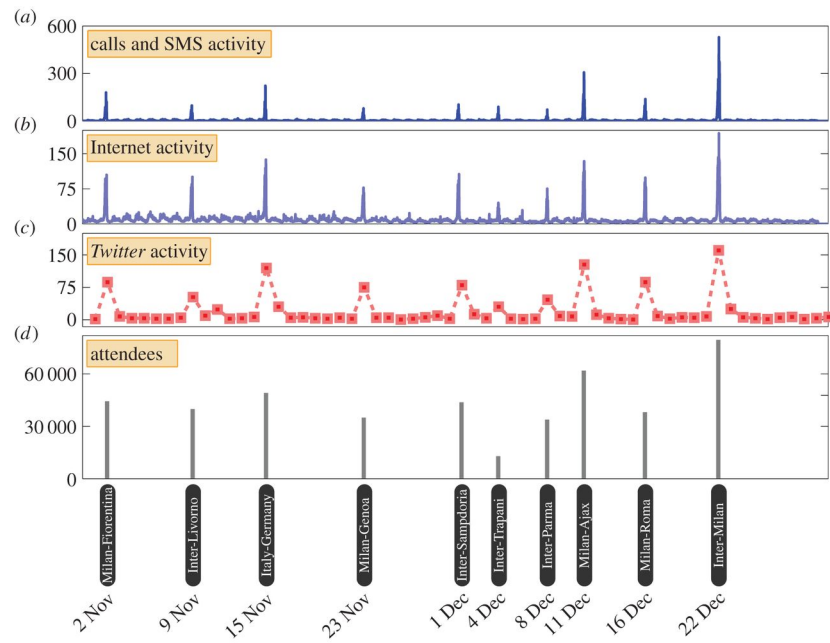 (a)
600
calls and SMS activity
300
0
(b)
Internet activity
150
75
0
(c)
Twitter activity
150
75
0
(d)
attendees
60 000
30 000
0
Milan-Fiorentina
Inter-Livorno
Italy-Germany
Milan-Genoa
Inter-Sampdoria
Inter-Trapani
Inter-Parma
Milan-Ajax
Milan-Roma
Inter-Milan
2 Nov
9 Nov
15 Nov
23 Nov
1 Dec
4 Dec
8 Dec
11 Dec
16 Dec
22 Dec